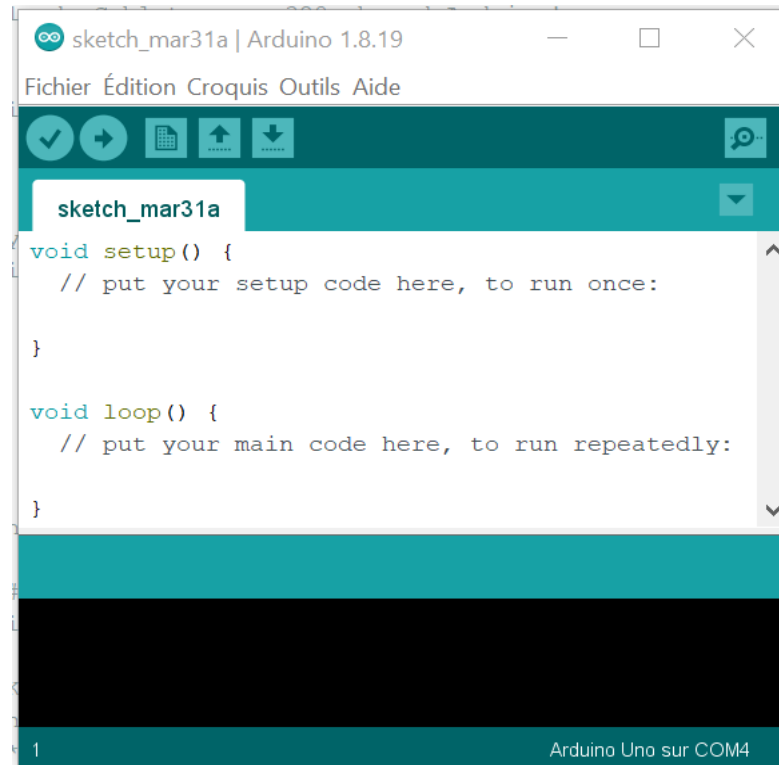 sketch_mar31a | Arduino 1.8.19
Fichier Édition Croquis Outils Aide
sketch_mar31a
void setup() {
  // put your setup code here, to run once:
}
void loop() {
  // put your main code here, to run repeatedly:
}
1 Arduino Uno sur COM4